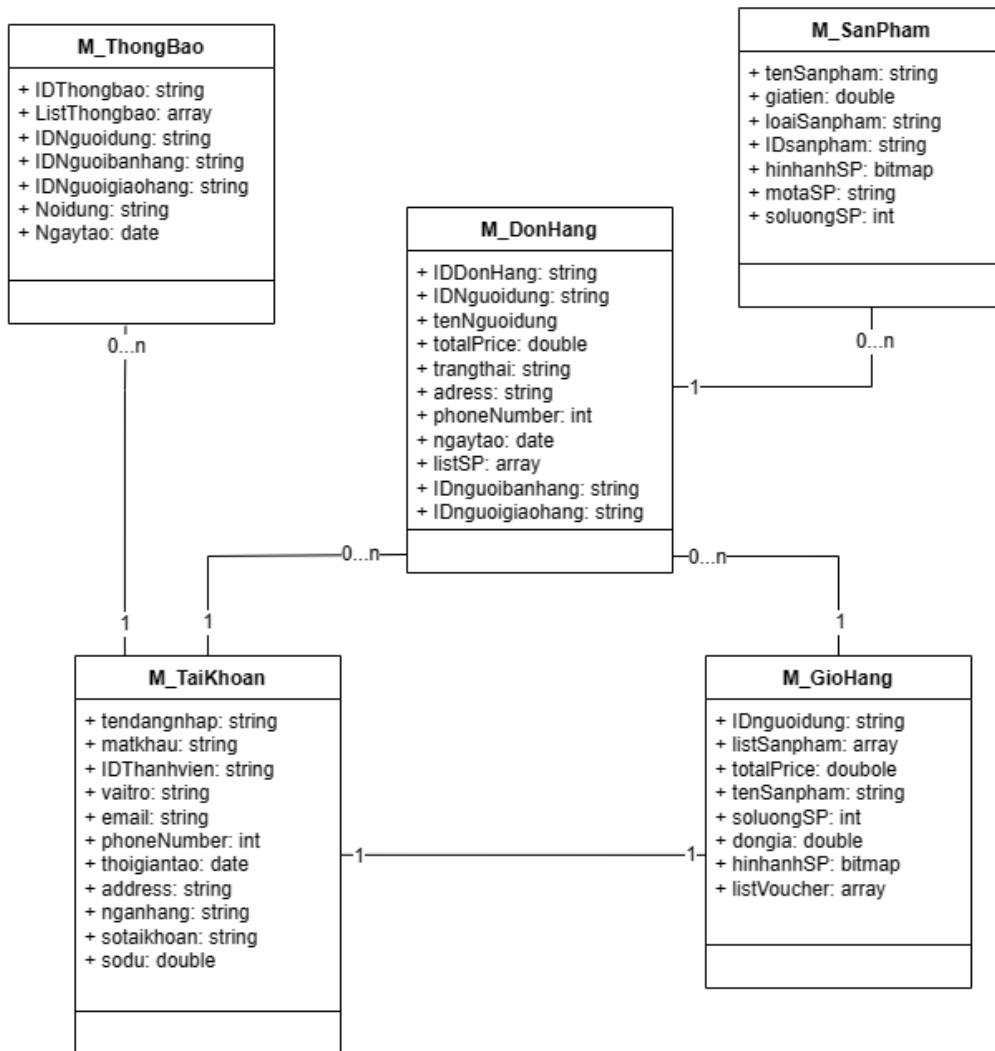 M_ThongBao
+ IDThongbao: string
+ ListThongbao: array
+ IDNguoidung: string
+ IDNguoibanhang: string
+ IDNguoigiaohang: string
+ Noidung: string
+ Ngaytao: date
0...n
1
M_SanPham
+ tenSanpham: string
+ giatien: double
+ loaiSanpham: string
+ IDsanpham: string
+ hinhanhSP: bitmap
+ motaSP: string
+ soluongSP: int
0...n
1
M_DonHang
+ IDDonHang: string
+ IDNguoidung: string
+ tenNguoidung
+ totalPrice: double
+ trangthai: string
+ adress: string
+ phoneNumber: int
+ ngaytao: date
+ listSP: array
+ IDnguoibanhang: string
+ IDnguoigiaohang: string
0...n
0...n
1
1
M_TaiKhoan
+ tendangnhap: string
+ matkhau: string
+ IDThanhvien: string
+ vaitro: string
+ email: string
+ phoneNumber: int
+ thoigiantao: date
+ address: string
+ nganhang: string
+ sotaikhoan: string
+ sodu: double
1
1
M_GioHang
+ IDnguoidung: string
+ listSanpham: array
+ totalPrice: doubole
+ tenSanpham: string
+ soluongSP: int
+ dongia: double
+ hinhanhSP: bitmap
+ listVoucher: array